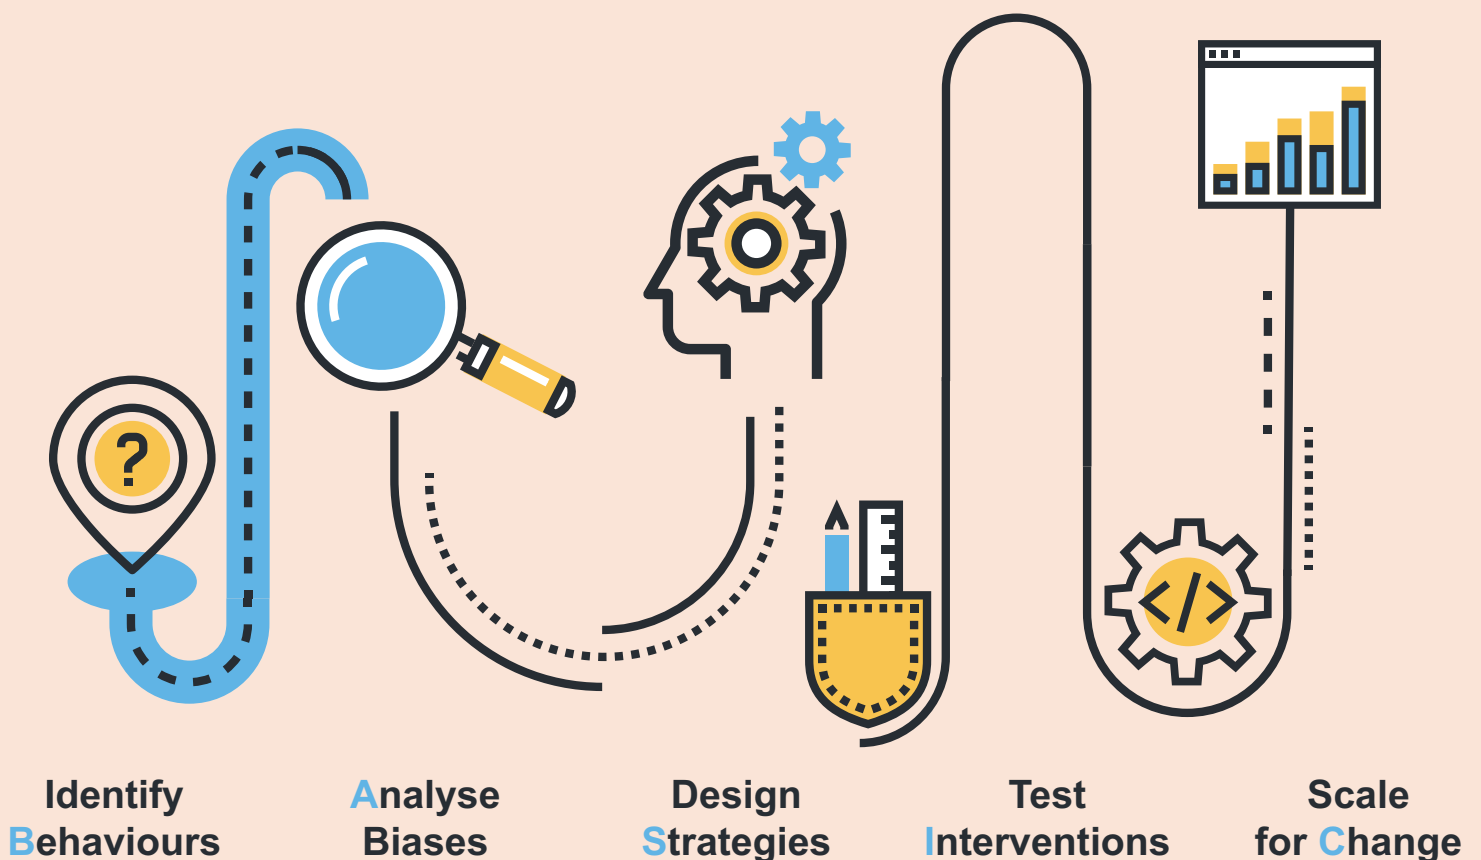 ?
</>
Identify
Behaviours
Analyse
Biases
Design
Strategies
Test
Interventions
Scale
for Change